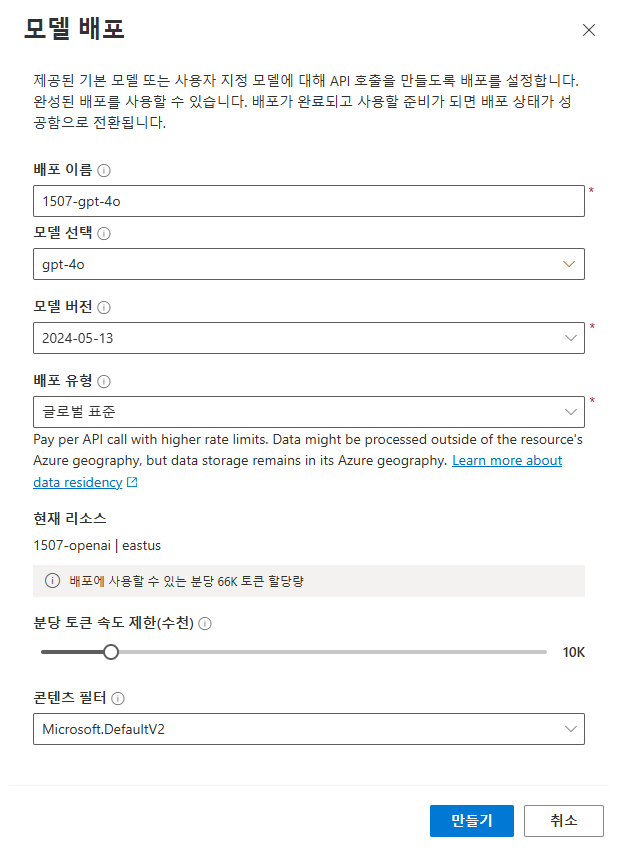 모델 배포
제공된 기본 모델 또는 사용자 지정 모델에 대해 API 호출을 만들도록 배포를 설정합니다.
완성된 배포를 사용할 수 있습니다. 배포가 완료되고 사용할 준비가 되면 배포 상태가 성
공함으로 전환됩니다.
배포 이름
1507-gpt-4o
*
모델 선택
gpt-4o
모델 버전
2024-05-13
*
배포 유형
글로벌 표준
*
Pay per API call with higher rate limits. Data might be processed outside of the resource's
Azure geography, but data storage remains in its Azure geography. Learn more about
data residency
현재 리소스
1507-openai | eastus
배포에 사용할 수 있는 분당 66K 토큰 할당량
분당 토큰 속도 제한(수천)
10K
콘텐츠 필터
Microsoft.DefaultV2
만들기
취소